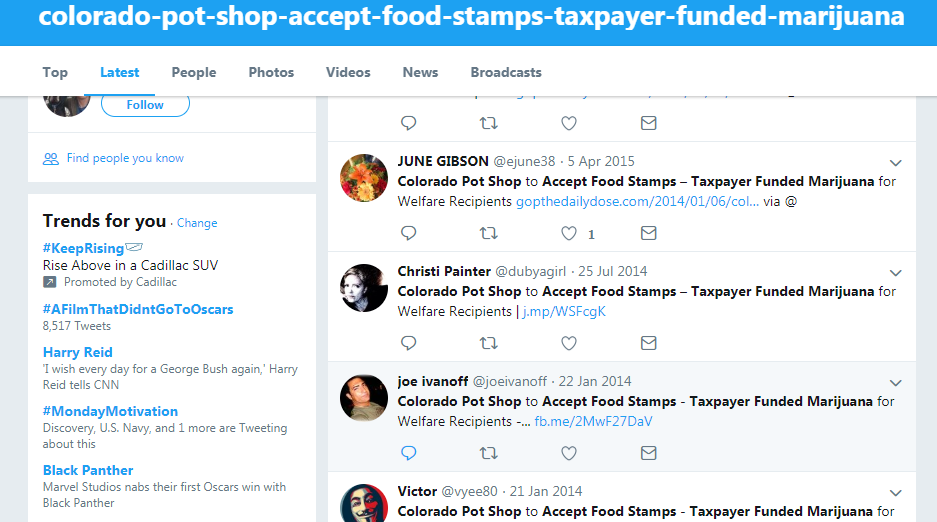 colorado-pot-shop-accept-food-stamps-taxpayer-funded-marijuana
Top Latest People Photos Videos News Broadcasts
Follow
Find people you know
Trends for you · Change
#KeepRising
Rise Above in a Cadillac SUV
Promoted by Cadillac
#AFilmThatDidntGoToOscars
8,517 Tweets
Harry Reid
'I wish every day for a George Bush again,' Harry
Reid tells CNN
#MondayMotivation
Discovery, U.S. Navy, and 1 more are Tweeting
about this
Black Panther
Marvel Studios nabs their first Oscars win with
Black Panther
JUNE GIBSON @ejune38 · 5 Apr 2015
Colorado Pot Shop to Accept Food Stamps – Taxpayer Funded Marijuana for
Welfare Recipients gopthedailydose.com/2014/01/06/col... via @
1
Christi Painter @dubyagirl · 25 Jul 2014
Colorado Pot Shop to Accept Food Stamps – Taxpayer Funded Marijuana for
Welfare Recipients | j.mp/WSFcgK
joe ivanoff @joeivanoff · 22 Jan 2014
Colorado Pot Shop to Accept Food Stamps - Taxpayer Funded Marijuana for
Welfare Recipients -... fb.me/2MwF27DaV
Victor @vyee80 · 21 Jan 2014
Colorado Pot Shop to Accept Food Stamps - Taxpayer Funded Marijuana for